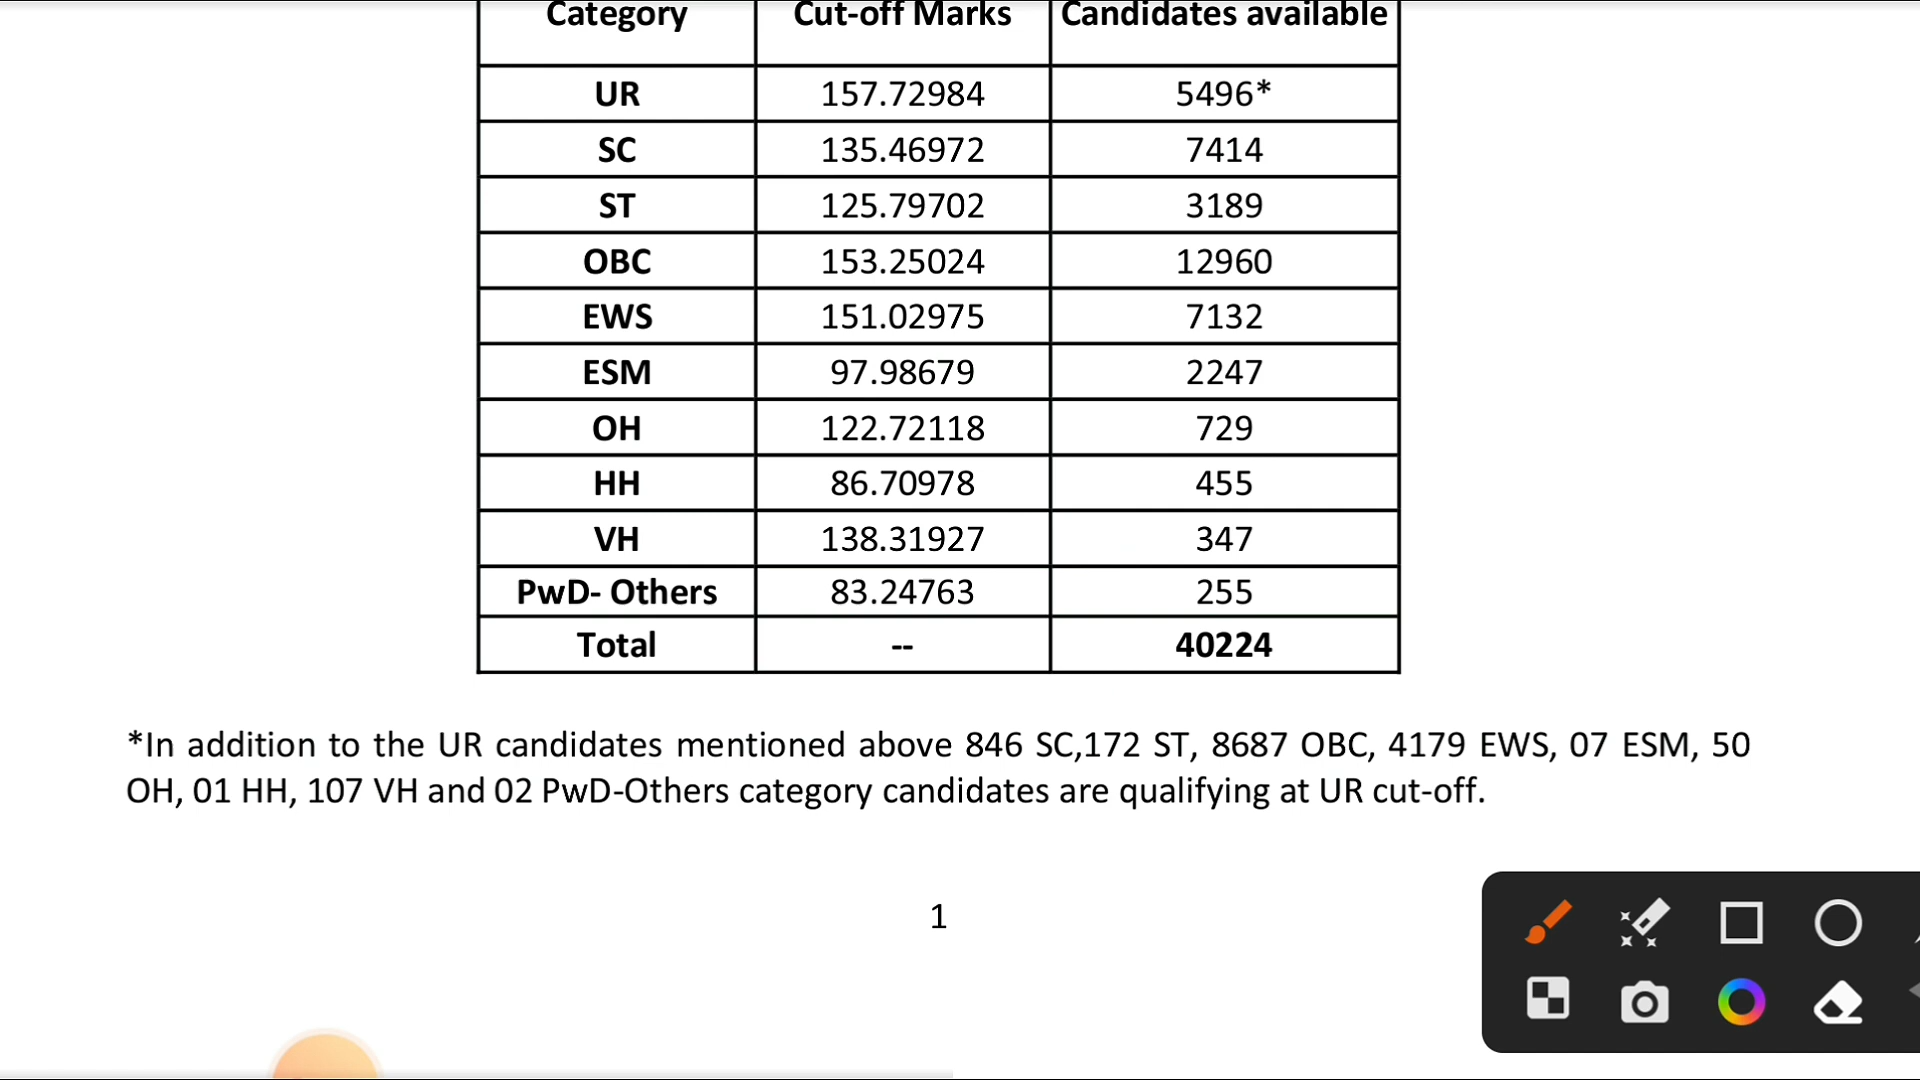 Category Cut-off Marks Candidates available
UR 157.72984 5496*
SC 135.46972 7414
ST 125.79702 3189
OBC 153.25024 12960
EWS 151.02975 7132
ESM 97.98679 2247
OH 122.72118 729
HH 86.70978 455
VH 138.31927 347
PwD- Others 83.24763 255
Total -- 40224
*In addition to the UR candidates mentioned above 846 SC,172 ST, 8687 OBC, 4179 EWS, 07 ESM, 50
OH, 01 HH, 107 VH and 02 PwD-Others category candidates are qualifying at UR cut-off.
1